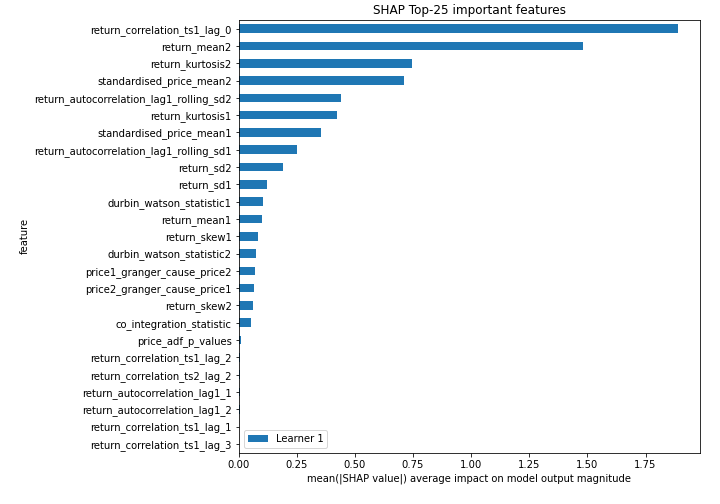 SHAP Top-25 important features
return_correlation_ts1_lag_0
return_mean2
return_kurtosis2
standardised_price_mean2
return_autocorrelation_lag1_rolling_sd2
return_kurtosis1
standardised_price_mean1
return_autocorrelation_lag1_rolling_sd1
return_sd2
return_sd1
durbin_watson_statistic1
return_mean1
return_skew1
durbin_watson_statistic2
price1_granger_cause_price2
price2_granger_cause_price1
return_skew2
co_integration_statistic
price_adf_p_values
return_correlation_ts1_lag_2
return_correlation_ts2_lag_2
return_autocorrelation_lag1_1
return_autocorrelation_lag1_2
return_correlation_ts1_lag_1
return_correlation_ts1_lag_3
feature
Learner 1
0.00 0.25 0.50 0.75 1.00 1.25 1.50 1.75
mean(|SHAP value|) average impact on model output magnitude